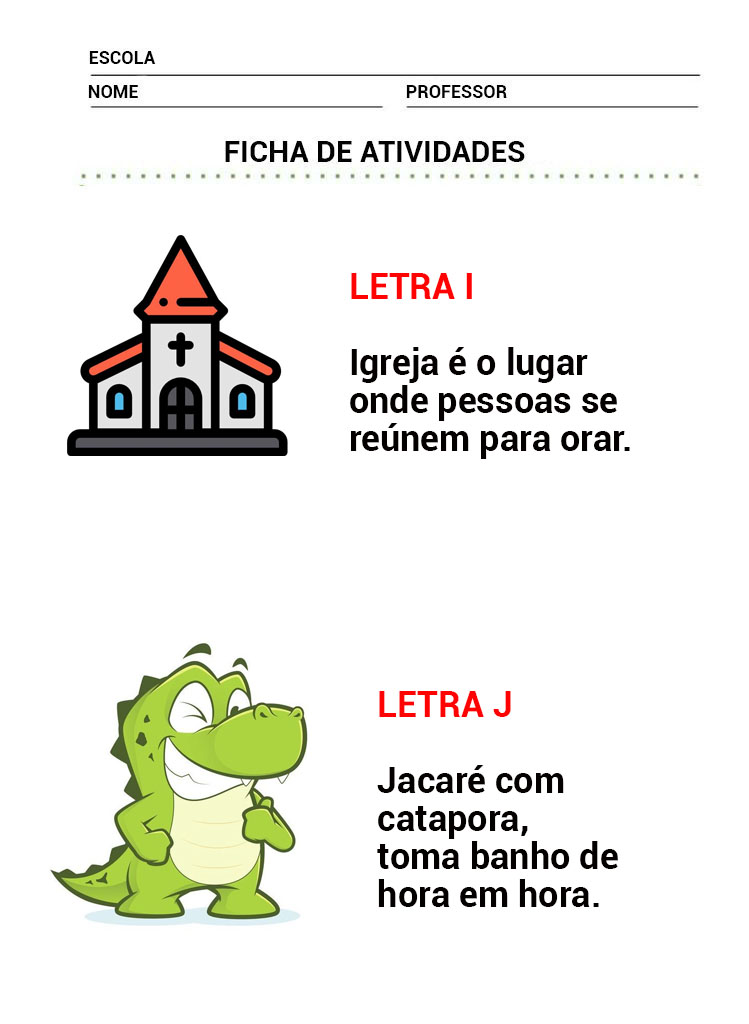 ESCOLA
NOME PROFESSOR
FICHA DE ATIVIDADES
LETRA I
Igreja é o lugar
onde pessoas se
reúnem para orar.
LETRA J
Jacaré com
catapora,
toma banho de
hora em hora.